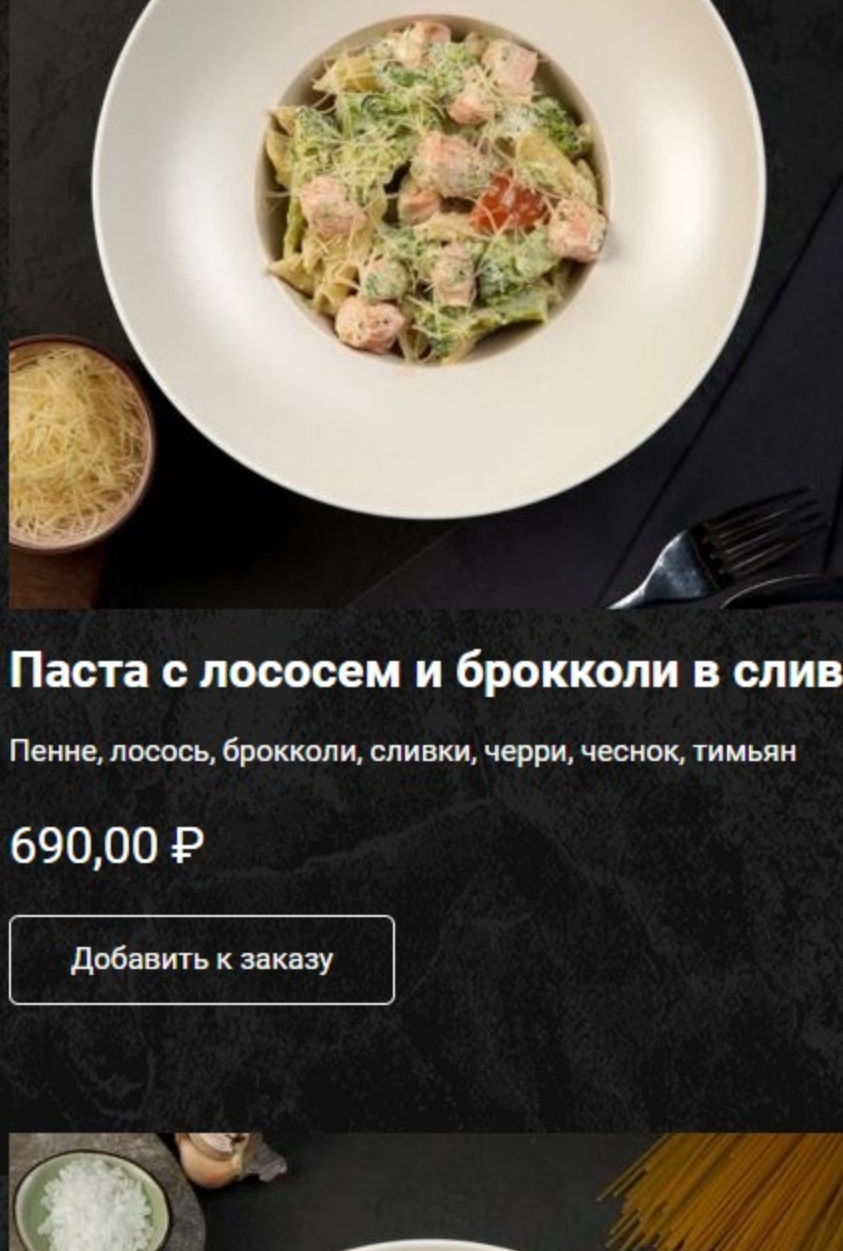 Паста с лососем и брокколи в слив
Пенне, лосось, брокколи, сливки, черри, чеснок, тимьян
690,00 ₽
Добавить к заказу